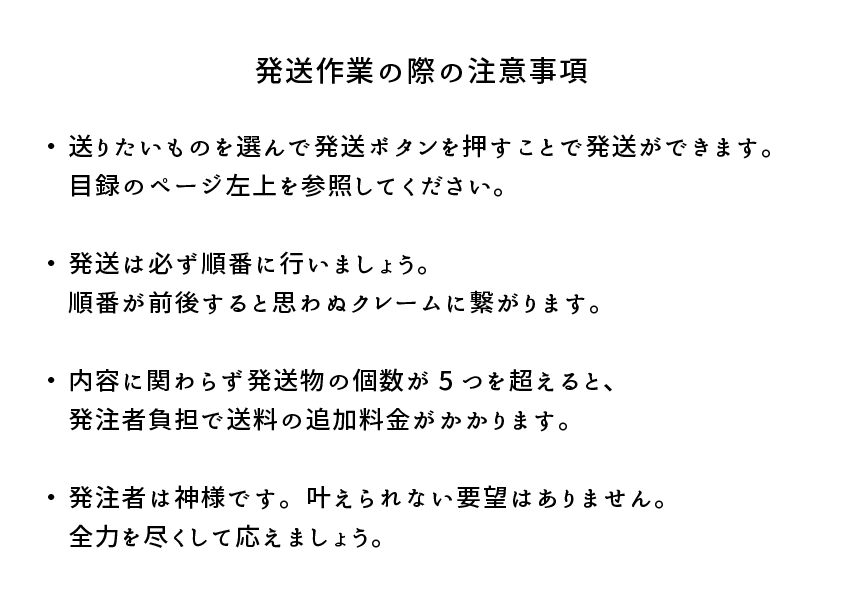 発送作業の際の注意事項
・送りたいものを選んで発送ボタンを押すことで発送ができます。
目録のページ左上を参照してください。
・発送は必ず順番に行いましょう。
順番が前後すると思わぬクレームに繋がります。
・内容に関わらず発送物の個数が5つを超えると、
発注者負担で送料の追加料金がかかります。
・発注者は神様です。叶えられない要望はありません。
全力を尽くして応えましょう。